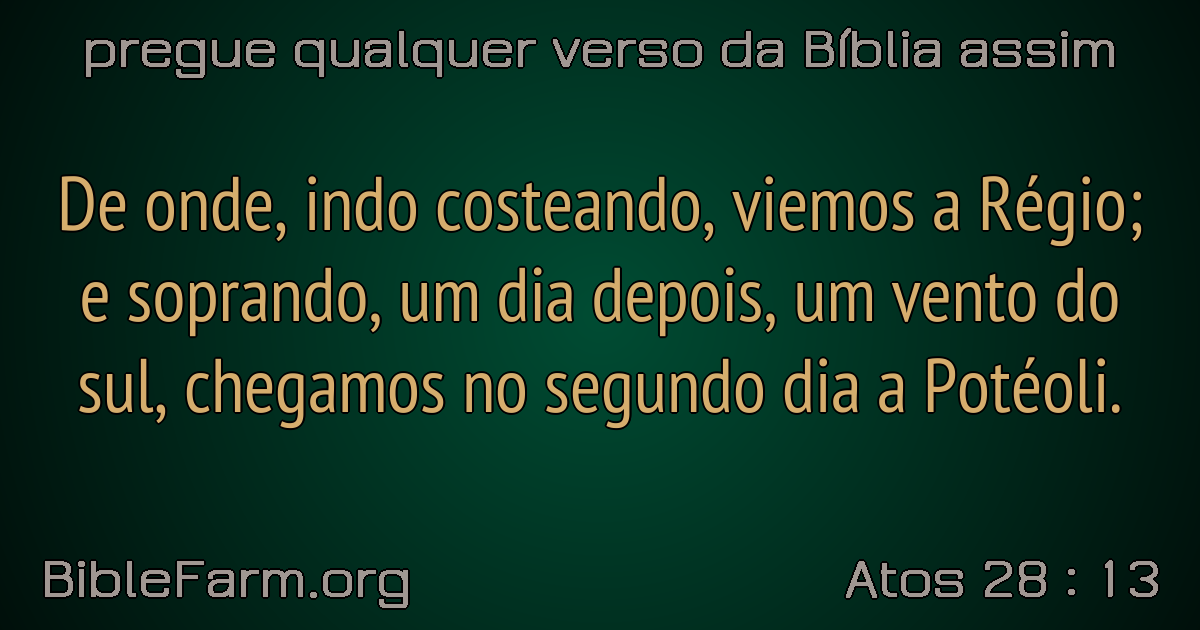 pregue qualquer verso da Bíblia assim
De onde, indo costeando, viemos a Régio;
e soprando, um dia depois, um vento do
sul, chegamos no segundo dia a Potéoli.
BibleFarm.org
Atos 28 : 13